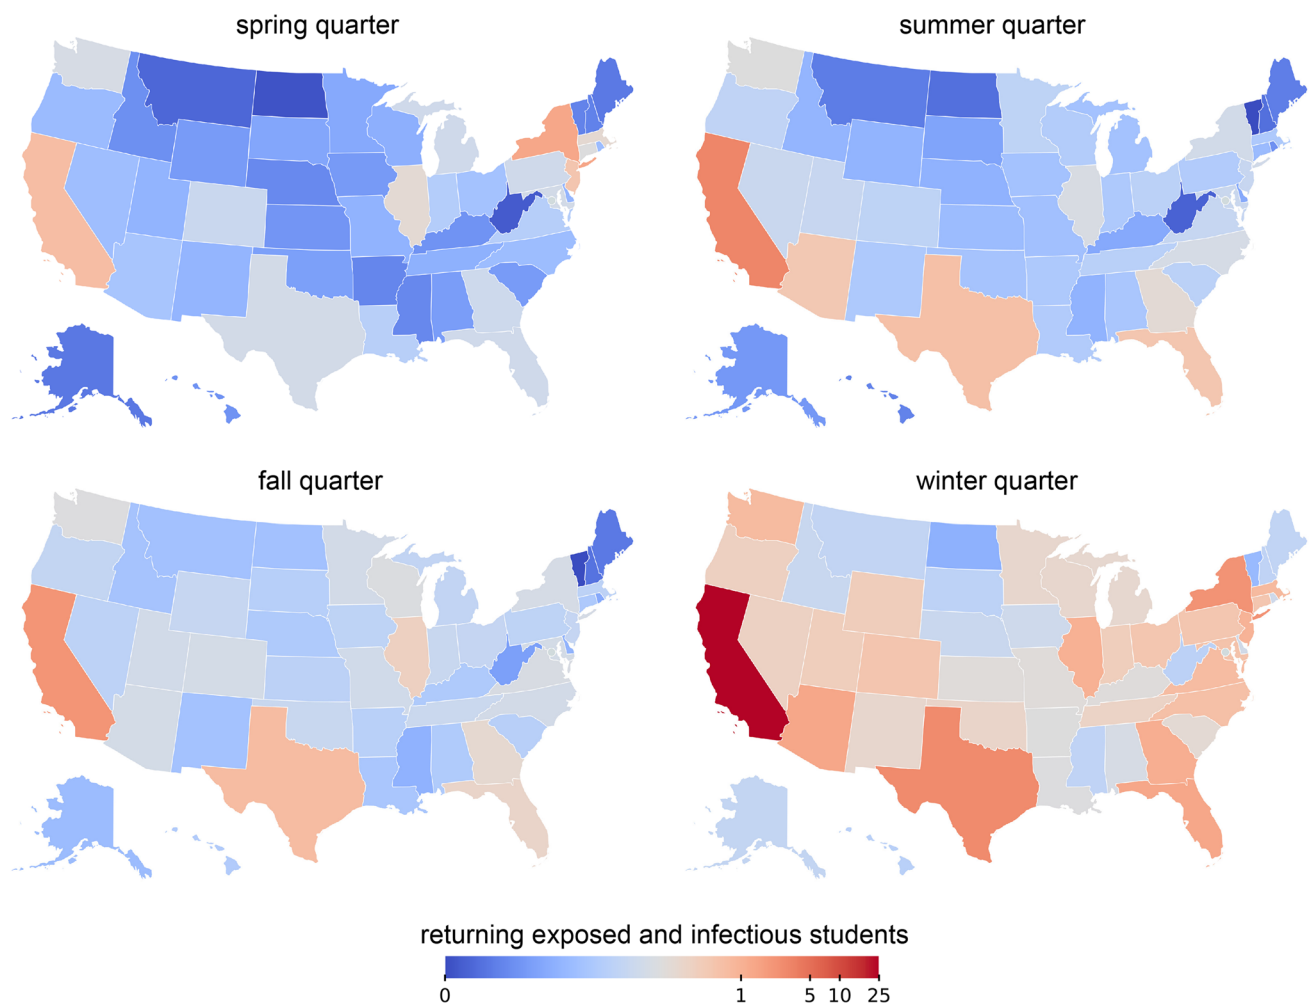 spring quarter
summer quarter
fall quarter
winter quarter
returning exposed and infectious students
0 1 5 10 25